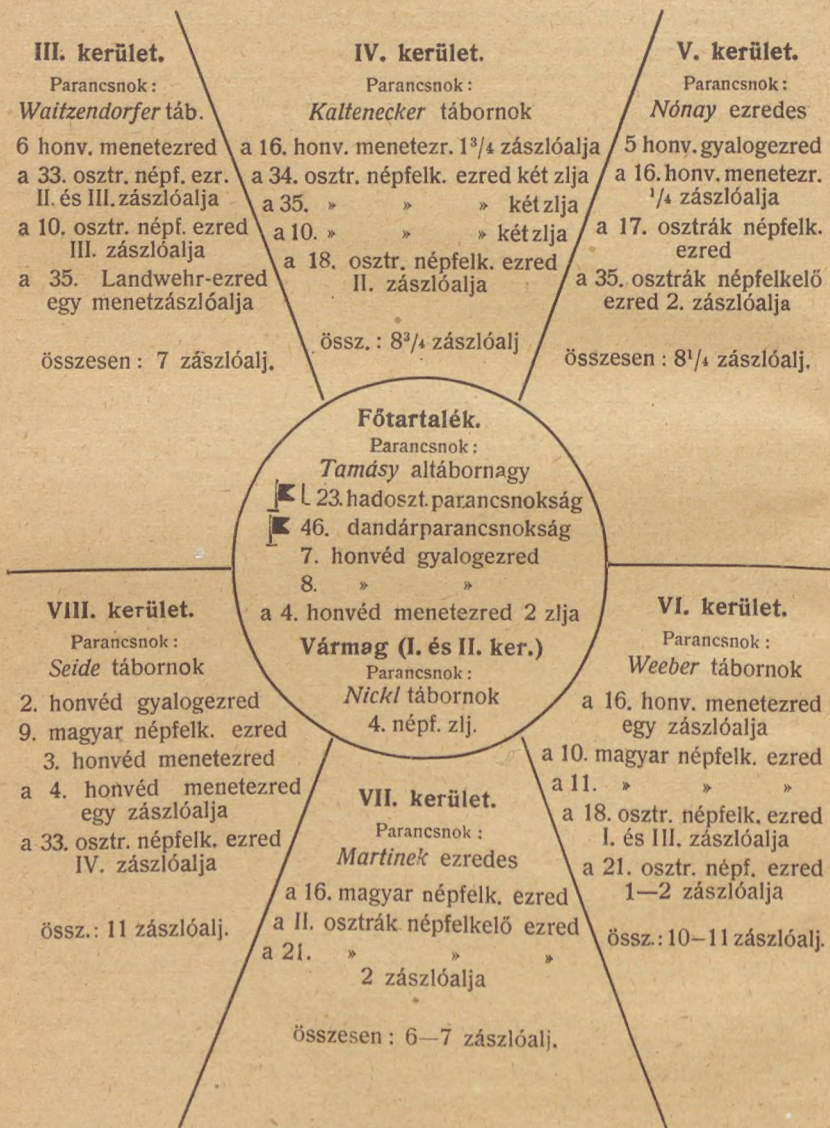 III. kerület.
Parancsnok :
Waitzendorfer táb.
6 honv. menetezred
a 33. osztr. népf. ezr.
II. és III. zászlóalja
a 10. osztr. népf. ezred
III. zászlóalja
a 35. Landwehr-ezred
egy menetzászlóalja
összesen : 7 zászlóalj.
IV. kerület.
Parancsnok :
Kaltenecker tábornok
a 16. honv. menetezr. 1³/₄ zászlóalja
a 34. osztr. népfelk. ezred két zlja
a 35. » » » két zlja
a 10. » » » két zlja
a 18. osztr. népfelk. ezred
II. zászlóalja
össz. : 8³/₄ zászlóalj
V. kerület.
Parancsnok :
Nónay ezredes
5 honv. gyalogezred
a 16. honv. menetezr.
¹/₄ zászlóalja
a 17. osztrák népfelk.
ezred
a 35. osztrák népfelkelő
ezred 2. zászlóalja
összesen : 8¹/₄ zászlóalj.
Főtartalék.
Parancsnok :
Tamásy altábornagy
L 23. hadoszt. parancsnokság
46. dandárparancsnokság
7. honvéd gyalogezred
8. » »
a 4. honvéd menetezred 2 zlja
Vármag (I. és II. ker.)
Parancsnok :
Nickl tábornok
4. népf. zlj.
VIII. kerület.
Parancsnok :
Seide tábornok
2. honvéd gyalogezred
9. magyar népfelk. ezred
3. honvéd menetezred
a 4. honvéd menetezred
egy zászlóalja
a 33. osztr. népfelk. ezred
IV. zászlóalja
össz.: 11 zászlóalj.
VII. kerület.
Parancsnok :
Martinek ezredes
a 16. magyar népfelk. ezred
a II. osztrák népfelkelő ezred
a 21. » » »
2 zászlóalja
összesen : 6—7 zászlóalj.
VI. kerület.
Parancsnok :
Weeber tábornok
a 16. honv. menetezred
egy zászlóalja
a 10. magyar népfelk. ezred
a 11. » » »
a 18. osztr. népfelk. ezred
I. és III. zászlóalja
a 21. osztr. népf. ezred
1—2 zászlóalja
össz.: 10–11 zászlóalj.